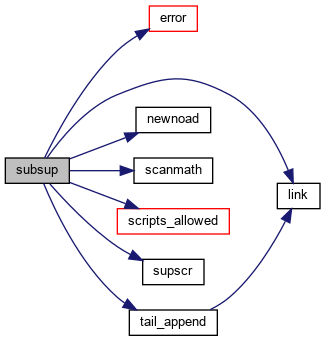 error
newnoad
subsup
scanmath
link
scripts_allowed
supscr
tail_append